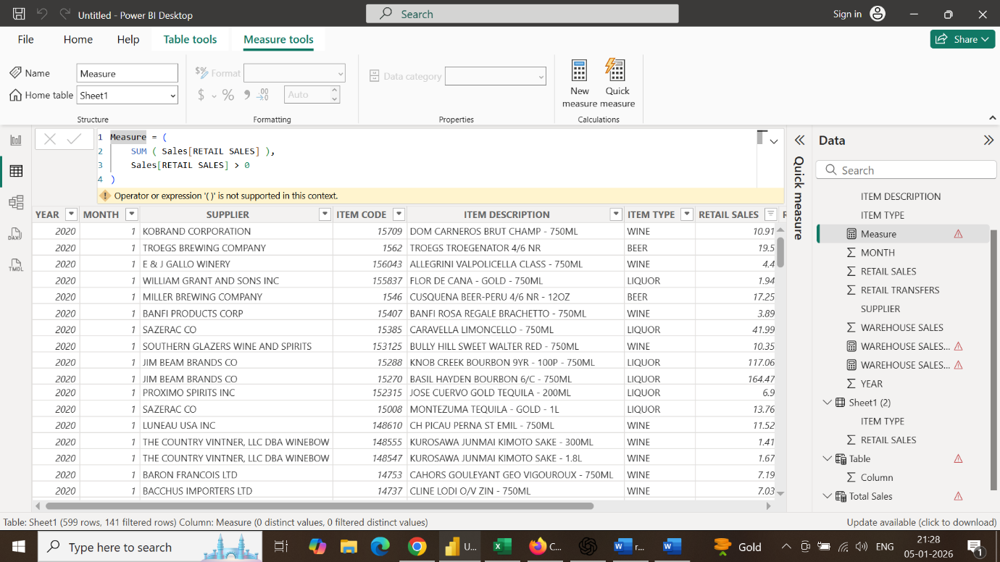 Untitled - Power BI Desktop
Search
Sign in
File Home Help Table tools Measure tools
Share
Name Measure
Home table Sheet1
Structure
$% Format
$ % 9 .00 Auto
Formatting
Data category
Properties
New measure
Quick measure
Calculations
1 Measure = (
2 SUM ( Sales[RETAIL SALES] ),
3 Sales[RETAIL SALES] > 0
4 )
Operator or expression '( )' is not supported in this context.
YEAR MONTH SUPPLIER ITEM CODE ITEM DESCRIPTION ITEM TYPE RETAIL SALES R
2020 1 KOBRAND CORPORATION 15709 DOM CARNEROS BRUT CHAMP - 750ML WINE 10.91
2020 1 TROEGS BREWING COMPANY 1562 TROEGS TROEGENATOR 4/6 NR BEER 19.5
2020 1 E & J GALLO WINERY 156043 ALLEGRINI VALPOLICELLA CLASS - 750ML WINE 4.4
2020 1 WILLIAM GRANT AND SONS INC 155837 FLOR DE CANA - GOLD - 750ML LIQUOR 1.94
2020 1 MILLER BREWING COMPANY 1546 CUSQUENA BEER-PERU 4/6 NR - 12OZ BEER 17.25
2020 1 BANFI PRODUCTS CORP 15407 BANFI ROSA REGALE BRACHETTO - 750ML WINE 3.89
2020 1 SAZERAC CO 15385 CARAVELLA LIMONCELLO - 750ML LIQUOR 41.99
2020 1 SOUTHERN GLAZERS WINE AND SPIRITS 153125 BULLY HILL SWEET WALTER RED - 750ML WINE 10.35
2020 1 JIM BEAM BRANDS CO 15288 KNOB CREEK BOURBON 9YR - 100P - 750ML LIQUOR 117.06
2020 1 JIM BEAM BRANDS CO 15270 BASIL HAYDEN BOURBON 6/C - 750ML LIQUOR 164.47
2020 1 PROXIMO SPIRITS INC 152315 JOSE CUERVO GOLD TEQUILA - 200ML LIQUOR 6.9
2020 1 SAZERAC CO 15008 MONTEZUMA TEQUILA - GOLD - 1L LIQUOR 13.76
2020 1 LUNEAU USA INC 148610 CH PICAU PERNA ST EMIL - 750ML WINE 11.52
2020 1 THE COUNTRY VINTNER, LLC DBA WINEBOW 148555 KUROSAWA JUNMAI KIMOTO SAKE - 300ML WINE 1.41
2020 1 THE COUNTRY VINTNER, LLC DBA WINEBOW 148547 KUROSAWA JUNMAI KIMOTO SAKE - 1.8L WINE 1.67
2020 1 BARON FRANCOIS LTD 14753 CAHORS GOULEYANT GEO VIGOUROUX - 750ML WINE 7.19
2020 1 BACCHUS IMPORTERS LTD 14737 CLINE LODI O/V ZIN - 750ML WINE 7.03
Quick measure
Data
Search
ITEM DESCRIPTION
ITEM TYPE
Measure
MONTH
RETAIL SALES
RETAIL TRANSFERS
SUPPLIER
WAREHOUSE SALES
WAREHOUSE SALES...
WAREHOUSE SALES...
YEAR
Sheet1 (2)
ITEM TYPE
RETAIL SALES
Table
Column
Total Sales
DAX
TMDL
Table: Sheet1 (599 rows, 141 filtered rows) Column: Measure (0 distinct values, 0 filtered distinct values)
Update available (click to download)
Type here to search
U...
C...
r...
Gold
ENG
21:28
05-01-2026
1